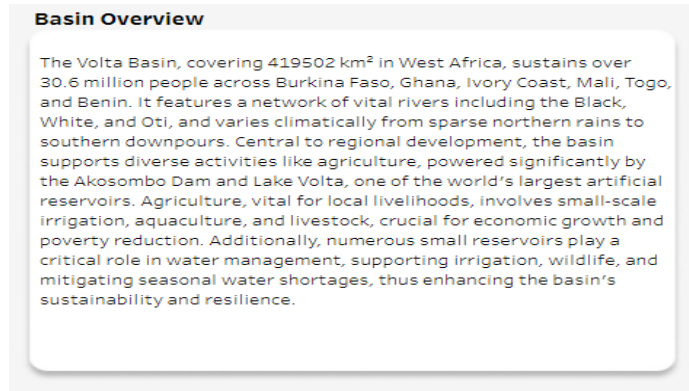 Basin Overview
The Volta Basin, covering 419502 km² in West Africa, sustains over
30.6 million people across Burkina Faso, Ghana, Ivory Coast, Mali, Togo,
and Benin. It features a network of vital rivers including the Black,
White, and Oti, and varies climatically from sparse northern rains to
southern downpours. Central to regional development, the basin
supports diverse activities like agriculture, powered significantly by
the Akosombo Dam and Lake Volta, one of the world's largest artificial
reservoirs. Agriculture, vital for local livelihoods, involves small-scale
irrigation, aquaculture, and livestock, crucial for economic growth and
poverty reduction. Additionally, numerous small reservoirs play a
critical role in water management, supporting irrigation, wildlife, and
mitigating seasonal water shortages, thus enhancing the basin's
sustainability and resilience.